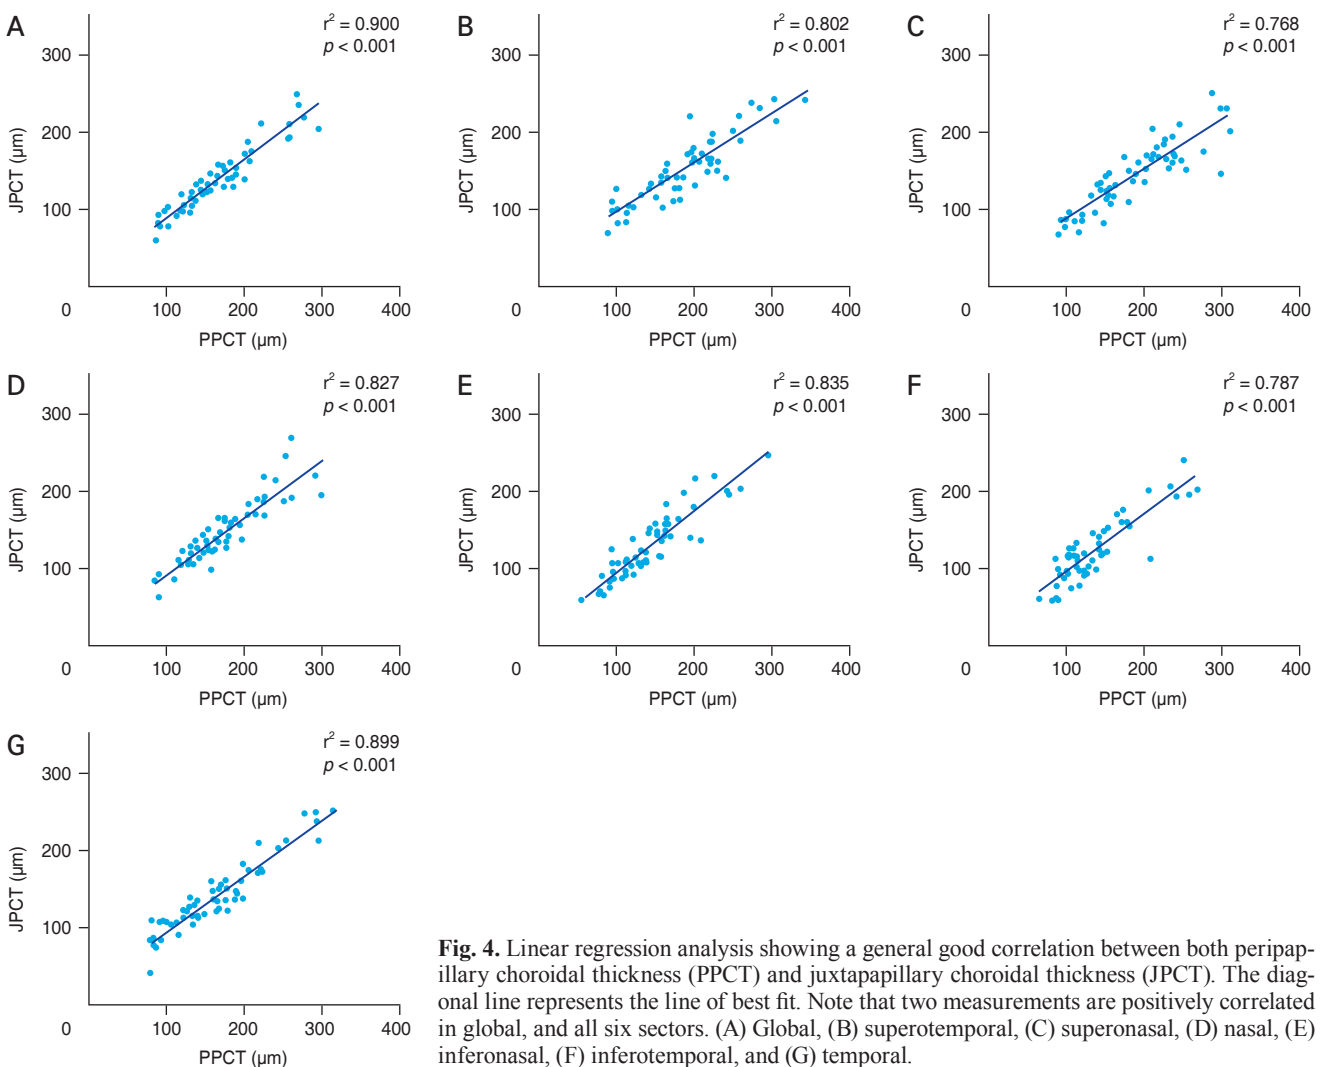 A
r² = 0.900
p < 0.001
300
200
100
0
100
200
300
400
JPCT (µm)
PPCT (µm)
B
r² = 0.802
p < 0.001
300
200
100
0
100
200
300
400
JPCT (µm)
PPCT (µm)
C
r² = 0.768
p < 0.001
300
200
100
0
100
200
300
400
JPCT (µm)
PPCT (µm)
D
r² = 0.827
p < 0.001
300
200
100
0
100
200
300
400
JPCT (µm)
PPCT (µm)
E
r² = 0.835
p < 0.001
300
200
100
0
100
200
300
400
JPCT (µm)
PPCT (µm)
F
r² = 0.787
p < 0.001
300
200
100
0
100
200
300
400
JPCT (µm)
PPCT (µm)
G
r² = 0.899
p < 0.001
300
200
100
0
100
200
300
400
JPCT (µm)
PPCT (µm)
Fig. 4. Linear regression analysis showing a general good correlation between both peripap-
illary choroidal thickness (PPCT) and juxtapapillary choroidal thickness (JPCT). The diag-
onal line represents the line of best fit. Note that two measurements are positively correlated
in global, and all six sectors. (A) Global, (B) superotemporal, (C) superonasal, (D) nasal, (E)
inferonasal, (F) inferotemporal, and (G) temporal.